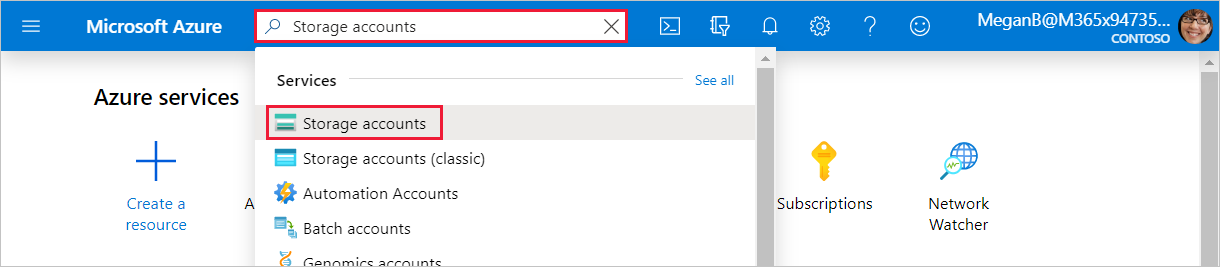 Microsoft Azure
Storage accounts
MeganB@M365x94735...
CONTOSO
Services
See all
Azure services
Storage accounts
Storage accounts (classic)
Automation Accounts
Batch accounts
Genomics accounts
Create a
resource
A
Subscriptions
Network
Watcher